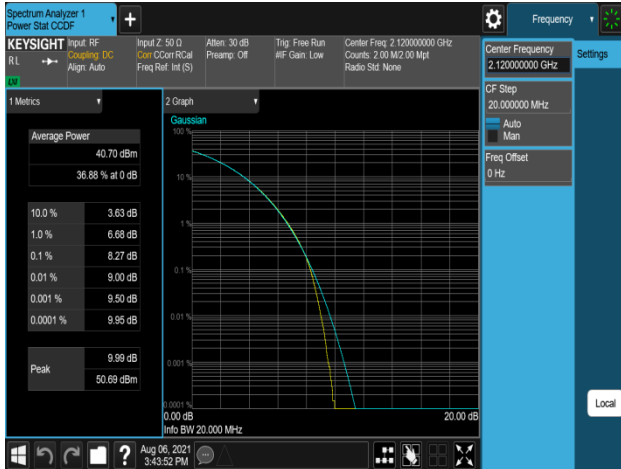 Spectrum Analyzer 1
Power Stat CCDF
+
Frequency
KEYSIGHT
RL
Input: RF
Coupling: DC
Align: Auto
Input Z: 50 Ω
Corr CCorr RCal
Freq Ref: Int (S)
Atten: 30 dB
Preamp: Off
Trig: Free Run
#IF Gain: Low
Center Freq: 2.120000000 GHz
Counts: 2.00 M/2.00 Mpt
Radio Std: None
Center Frequency
2.120000000 GHz
Settings
CF Step
20.000000 MHz
Auto
Man
Freq Offset
0 Hz
1 Metrics
Average Power
40.70 dBm
36.88 % at 0 dB
10.0 % 3.63 dB
1.0 % 6.68 dB
0.1 % 8.27 dB
0.01 % 9.00 dB
0.001 % 9.50 dB
0.0001 % 9.95 dB
Peak
9.99 dB
50.69 dBm
2 Graph
Gaussian
100 %
10 %
1 %
0.1 %
0.01 %
0.001 %
0.0001 %
0.00 dB
20.00 dB
Info BW 20.000 MHz
Local
?
Aug 06, 2021
3:43:52 PM